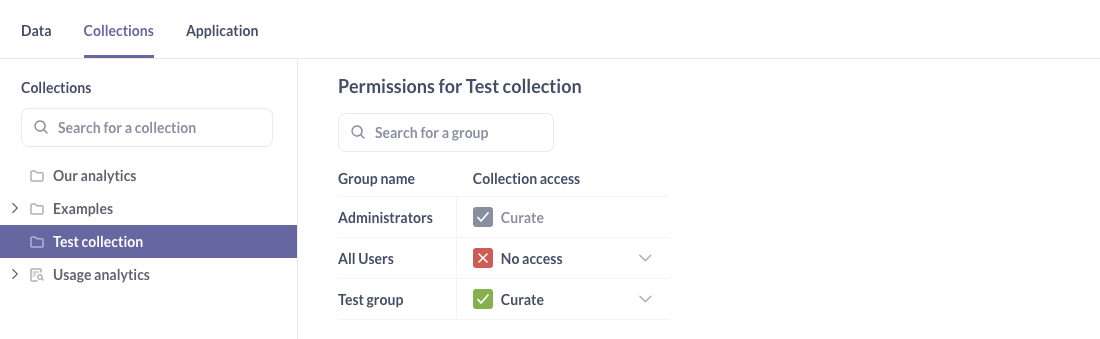 Data Collections Application
Collections
Search for a collection
Our analytics
Examples
Test collection
Usage analytics
Permissions for Test collection
Search for a group
Group name Collection access
Administrators Curate
All Users No access
Test group Curate